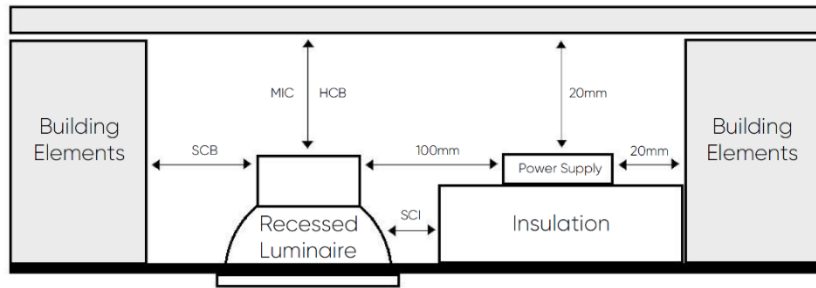 MIC HCB
20mm
Building
Elements
SCB
100mm
20mm
Power Supply
Building
Elements
Recessed
Luminaire
SCI
Insulation